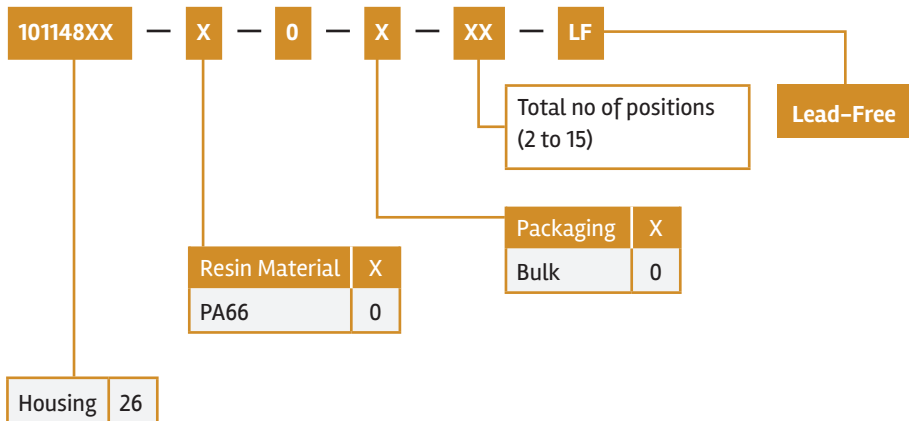 101148XX — X — 0 — X — XX — LF
Total no of positions
(2 to 15)
Lead-Free
Packaging X
Bulk 0
Resin Material X
PA66 0
Housing 26